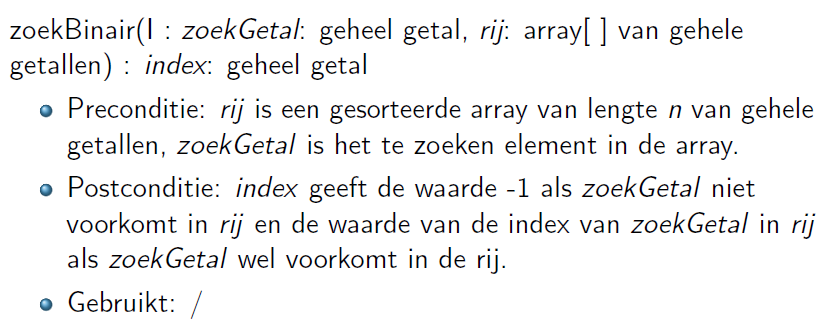 zoekBinair(I : zoekGetal: geheel getal, rij: array[ ] van gehele
getallen) : index: geheel getal
Preconditie: rij is een gesorteerde array van lengte n van gehele
getallen, zoekGetal is het te zoeken element in de array.
Postconditie: index geeft de waarde -1 als zoekGetal niet
voorkomt in rij en de waarde van de index van zoekGetal in rij
als zoekGetal wel voorkomt in de rij.
Gebruikt: /